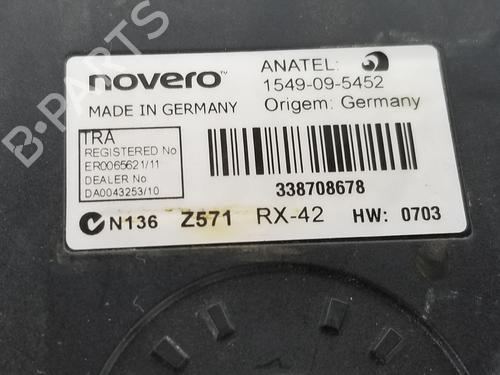 novero™
ANATEL:
1549-09-5452
MADE IN GERMANY
Origem: Germany
TRA
REGISTERED No
ER0065621/11
DEALER No
DA0043253/10
338708678
N136 Z571 RX-42 HW: 0703
B-PARTS